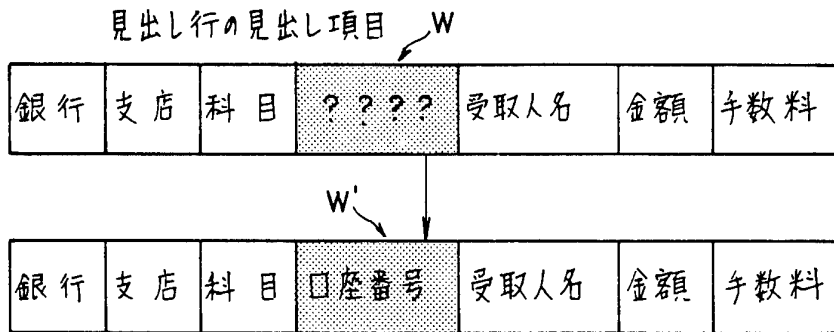 見出し行の見出し項目 W
銀行 支店 科目 ???? 受取人名 金額 手数料
W'
銀行 支店 科目 口座番号 受取人名 金額 手数料